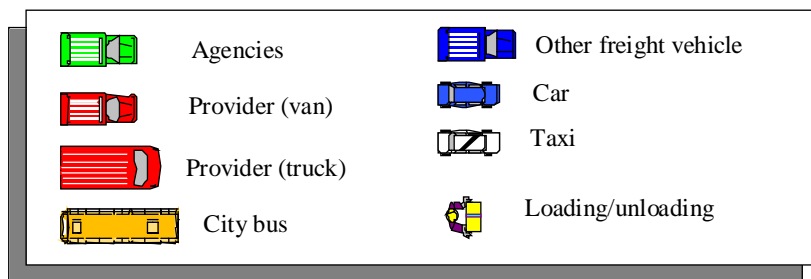 Agencies
Provider (van)
Provider (truck)
City bus
Other freight vehicle
Car
Taxi
Loading/unloading